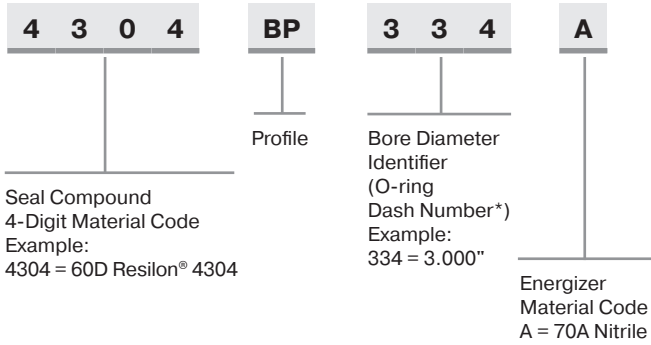 4 3 0 4 BP 3 3 4 A
Profile
Bore Diameter
Identifier
(O-ring
Dash Number*)
Example:
334 = 3.000"
Seal Compound
4-Digit Material Code
Example:
4304 = 60D Resilon® 4304
Energizer
Material Code
A = 70A Nitrile